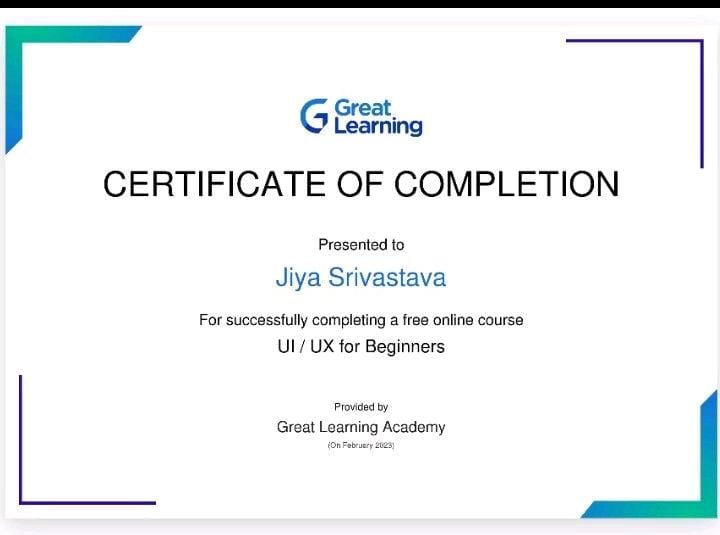 Great
Learning
CERTIFICATE OF COMPLETION
Presented to
Jiya Srivastava
For successfully completing a free online course
UI / UX for Beginners
Provided by
Great Learning Academy
(On February 2023)